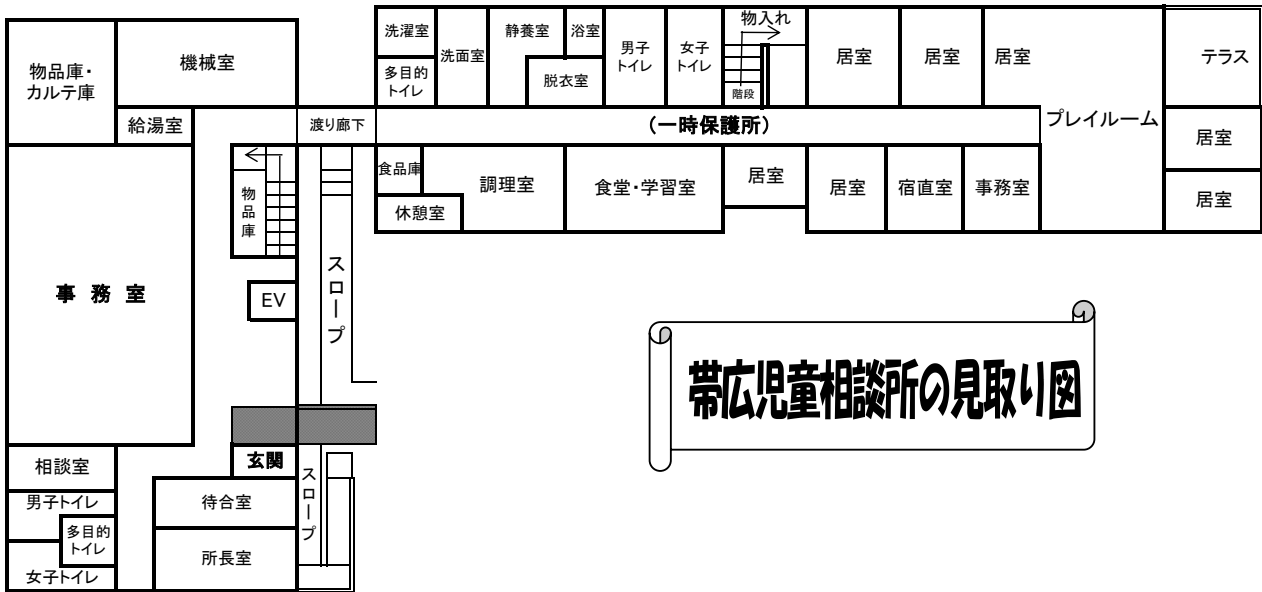 物品庫・
カルテ庫
機械室
給湯室
渡り廊下
洗濯室
多目的
トイレ
洗面室
静養室
浴室
脱衣室
男子
トイレ
女子
トイレ
物入れ
階段
居室
居室
居室
プレイルーム
テラス
居室
居室
（一時保護所）
食品庫
休憩室
調理室
食堂・学習室
居室
居室
宿直室
事務室
物品庫
EV
スロープ
事務室
帯広児童相談所の見取り図
玄関
スロープ
相談室
男子トイレ
多目的
トイレ
女子トイレ
待合室
所長室